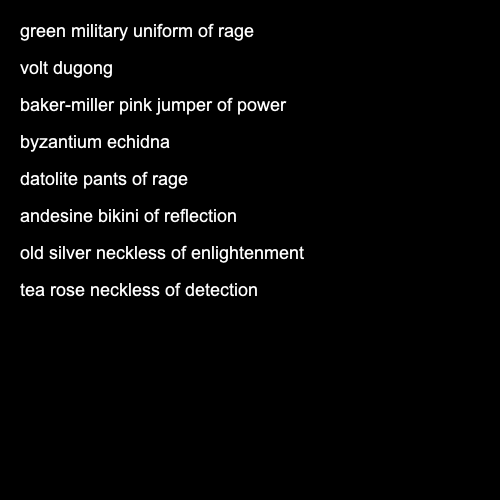 green military uniform of rage
volt dugong
baker-miller pink jumper of power
byzantium echidna
datolite pants of rage
andesine bikini of reflection
old silver neckless of enlightenment
tea rose neckless of detection